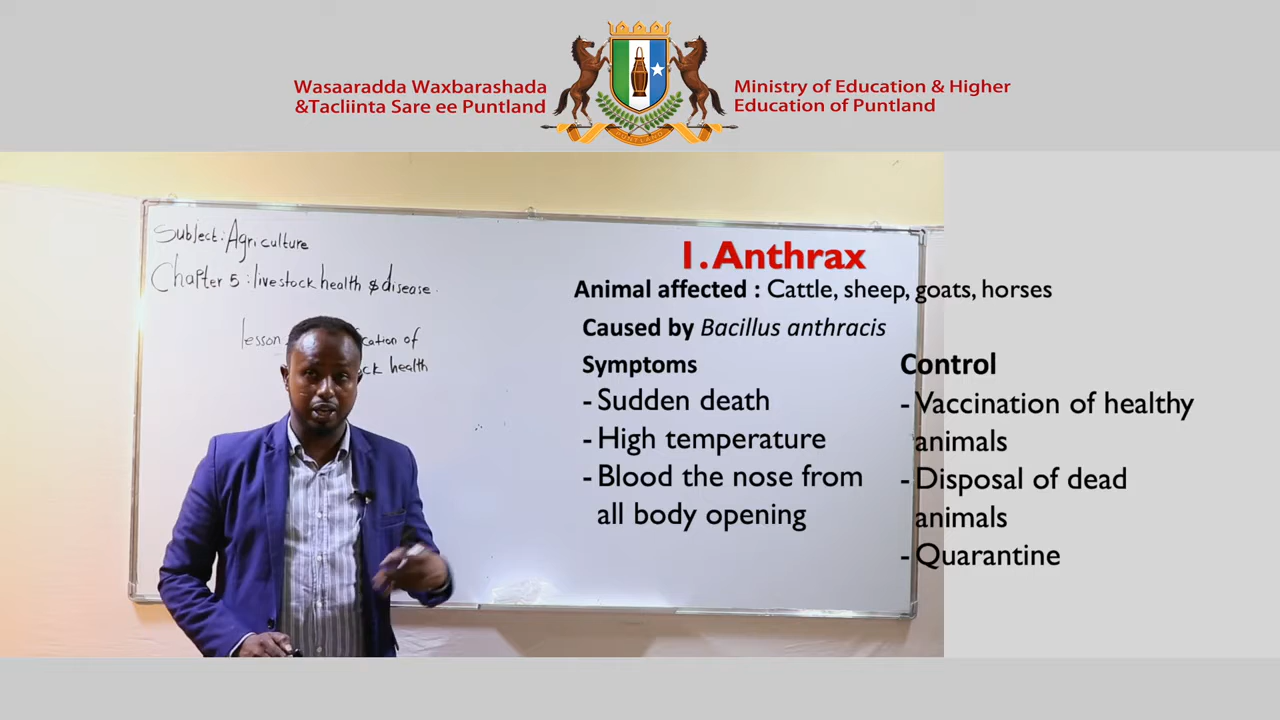 Wasaaradda Waxbarashada
&Tacliinta Sare ee Puntland
Ministry of Education & Higher
Education of Puntland
Subject: Agriculture
Chapter 5: livestock health & disease.
lesson
cation of
ck health
1. Anthrax
Animal affected : Cattle, sheep, goats, horses
Caused by Bacillus anthracis
Symptoms
- Sudden death
- High temperature
- Blood the nose from
all body opening
Control
- Vaccination of healthy
animals
- Disposal of dead
animals
- Quarantine